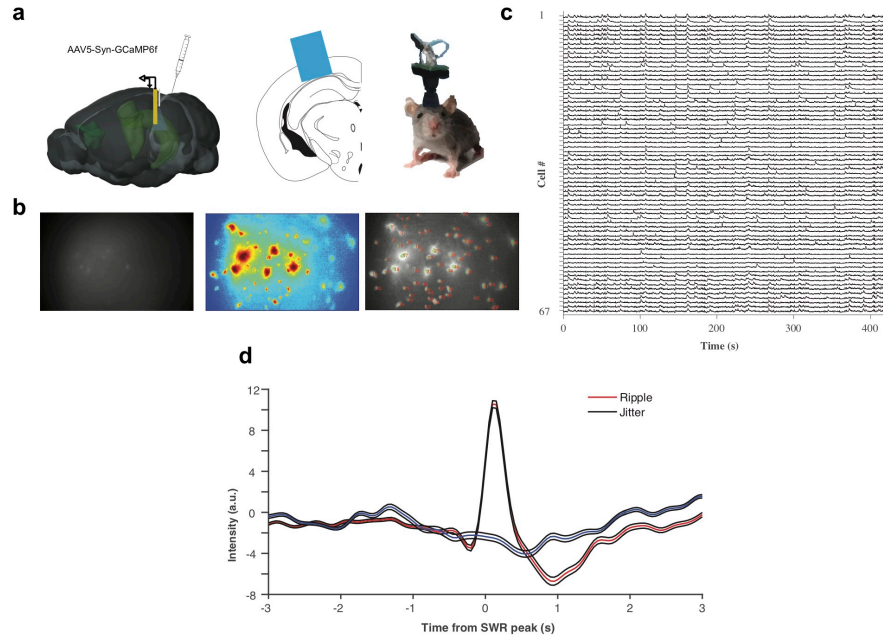 a
AAV5-Syn-GCaMP6f
b
c
1
Cell #
67
0
100
200
300
400
Time (s)
d
12
8
4
0
-4
-8
Intensity (a.u.)
Ripple
Jitter
-3
-2
-1
0
1
2
3
Time from SWR peak (s)